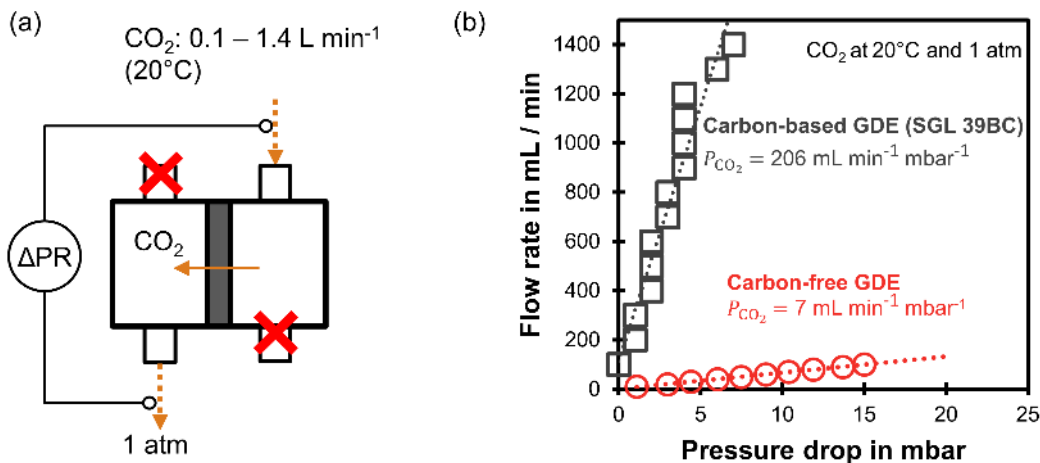 (a)
CO₂: 0.1 – 1.4 L min⁻¹
(20°C)
ΔPR
CO₂
1 atm
(b)
Flow rate in mL / min
1400
1200
1000
800
600
400
200
0
CO₂ at 20°C and 1 atm
Carbon-based GDE (SGL 39BC)
P_CO₂ = 206 mL min⁻¹ mbar⁻¹
Carbon-free GDE
P_CO₂ = 7 mL min⁻¹ mbar⁻¹
0 5 10 15 20 25
Pressure drop in mbar